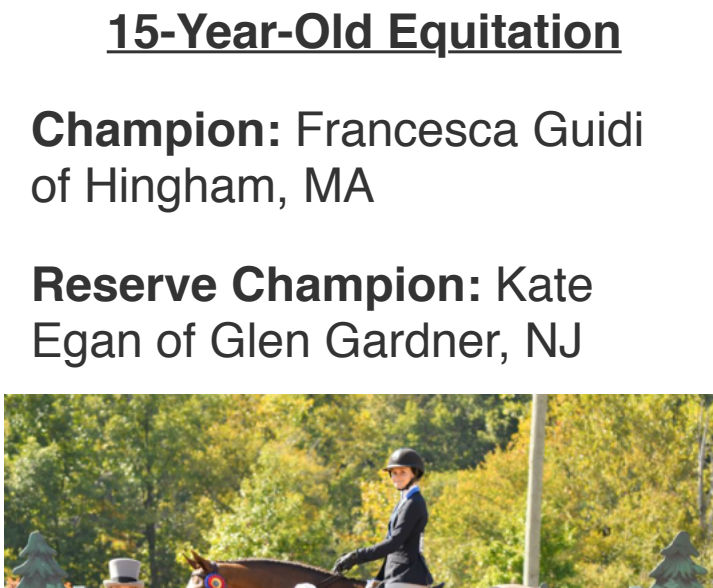 15-Year-Old Equitation
Champion: Francesca Guidi
of Hingham, MA
Reserve Champion: Kate
Egan of Glen Gardner, NJ